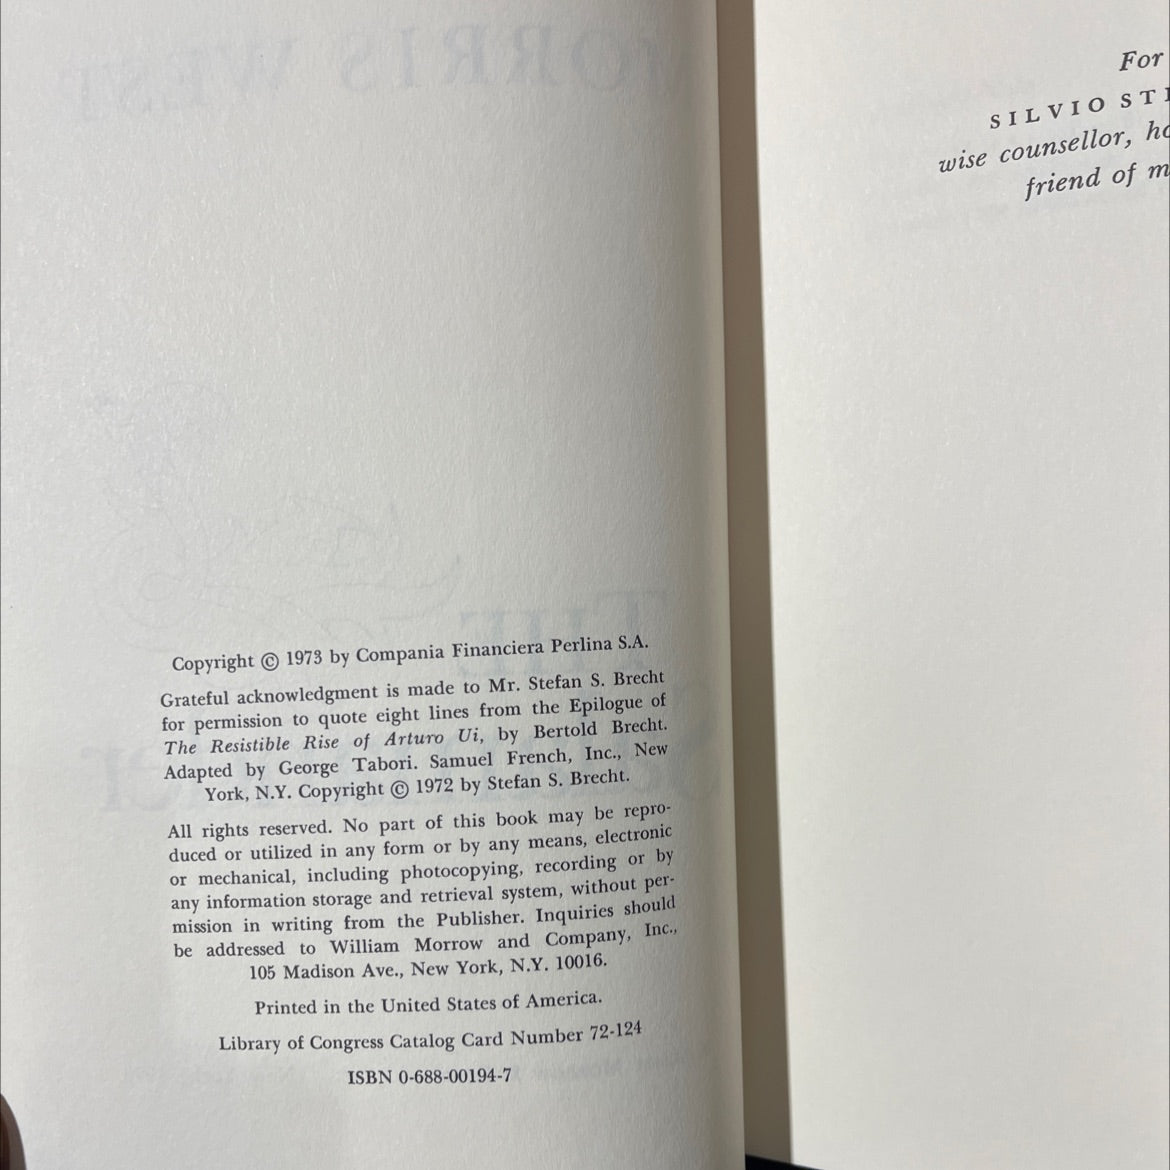 Copyright © 1973 by Compania Financiera Perlina S.A.
Grateful acknowledgment is made to Mr. Stefan S. Brecht
for permission to quote eight lines from the Epilogue of
The Resistible Rise of Arturo Ui, by Bertold Brecht.
Adapted by George Tabori. Samuel French, Inc., New
York, N.Y. Copyright © 1972 by Stefan S. Brecht.
All rights reserved. No part of this book may be repro-
duced or utilized in any form or by any means, electronic
or mechanical, including photocopying, recording or by
any information storage and retrieval system, without per-
mission in writing from the Publisher. Inquiries should
be addressed to William Morrow and Company, Inc.,
105 Madison Ave., New York, N.Y. 10016.
Printed in the United States of America.
Library of Congress Catalog Card Number 72-124
ISBN 0-688-00194-7
For
SILVIO
wise counsellor,
friend of